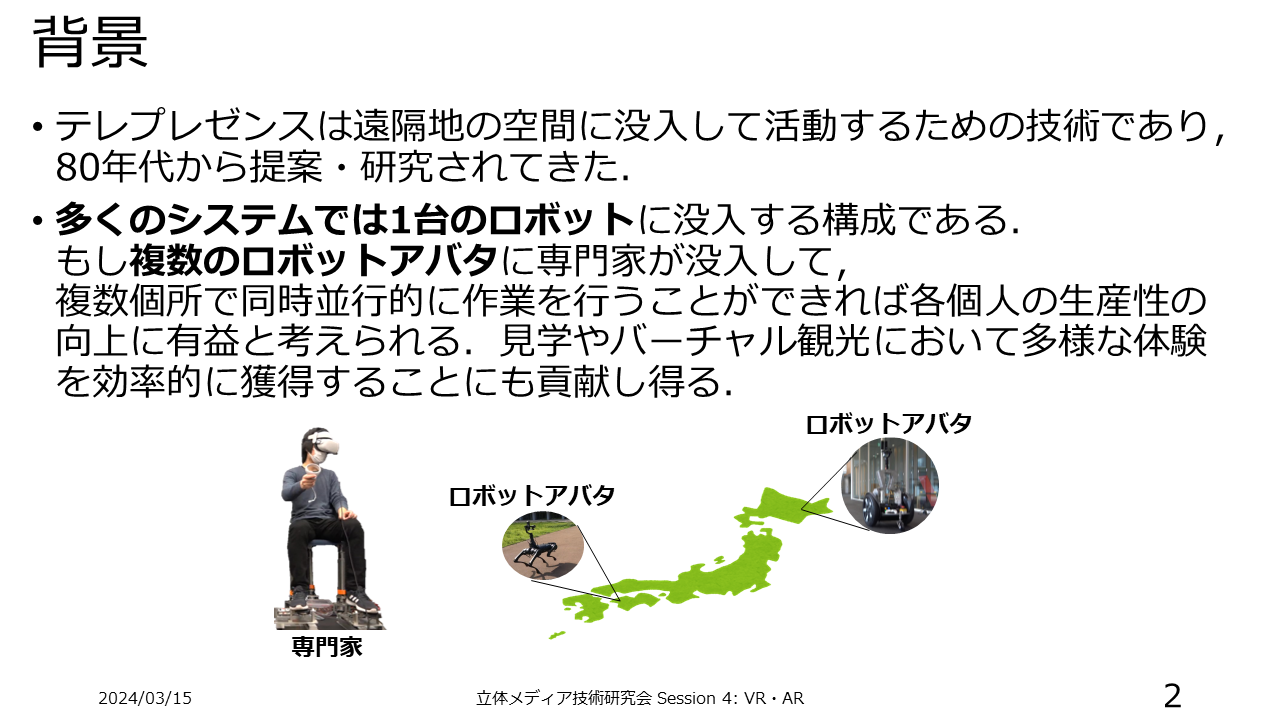 背景
• テレプレゼンスは遠隔地の空間に没入して活動するための技術であり，
80年代から提案・研究されてきた．
• 多くのシステムでは1台のロボットに没入する構成である．
もし複数のロボットアバタに専門家が没入して，
複数個所で同時並行的に作業を行うことができれば各個人の生産性の
向上に有益と考えられる．見学やバーチャル観光において多様な体験
を効率的に獲得することにも貢献し得る．
ロボットアバタ
ロボットアバタ
専門家
2024/03/15
立体メディア技術研究会 Session 4: VR・AR
2